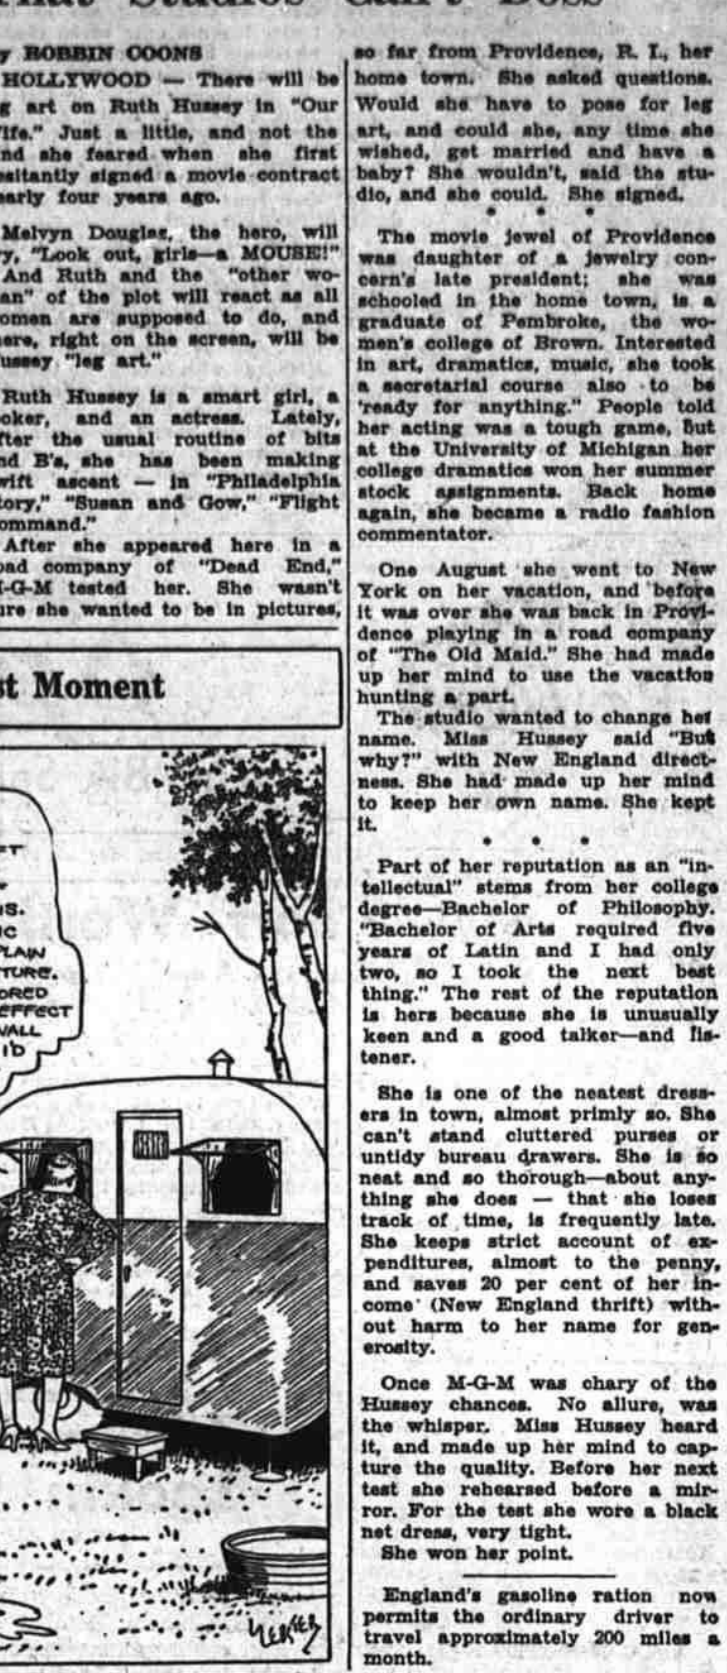 That Studios Can't Boss
y ROBBIN COONS
HOLLYWOOD — There will be
g art on Ruth Hussey in "Our
ife." Just a little, and not the
nd she feared when she first
esitantly signed a movie contract
early four years ago.
Melvyn Douglas, the hero, will
ry, "Look out, girls—a MOUSE!"
And Ruth and the "other wo-
an" of the plot will react as all
omen are supposed to do, and
here, right on the screen, will be
ussey "leg art."
Ruth Hussey is a smart girl, a
oker, and an actress. Lately,
fter the usual routine of bits
nd B's, she has been making
wift ascent — in "Philadelphia
tory," "Susan and Gow," "Flight
ommand."
After she appeared here in a
oad company of "Dead End,"
M-G-M tested her. She wasn't
ure she wanted to be in pictures,
so far from Providence, R. I., her
home town. She asked questions.
Would she have to pose for leg
art, and could she, any time she
wished, get married and have a
baby? She wouldn't, said the stu-
dio, and she could. She signed.
* * *
The movie jewel of Providence
was daughter of a jewelry con-
cern's late president; she was
schooled in the home town, is a
graduate of Pembroke, the wo-
men's college of Brown. Interested
in art, dramatics, music, she took
a secretarial course also to be
'ready for anything." People told
her acting was a tough game, but
at the University of Michigan her
college dramatics won her summer
stock assignments. Back home
again, she became a radio fashion
commentator.
One August she went to New
York on her vacation, and before
it was over she was back in Provi-
dence playing in a road company
of "The Old Maid." She had made
up her mind to use the vacation
hunting a part.
The studio wanted to change her
name. Miss Hussey said "But
why?" with New England direct-
ness. She had made up her mind
to keep her own name. She kept
it.
* * *
Part of her reputation as an "in-
tellectual" stems from her college
degree—Bachelor of Philosophy.
"Bachelor of Arts required five
years of Latin and I had only
two, so I took the next best
thing." The rest of the reputation
is hers because she is unusually
keen and a good talker—and lis-
tener.
She is one of the neatest dress-
ers in town, almost primly so. She
can't stand cluttered purses or
untidy bureau drawers. She is so
neat and so thorough—about any-
thing she does — that she loses
track of time, is frequently late.
She keeps strict account of ex-
penditures, almost to the penny,
and saves 20 per cent of her in-
come (New England thrift) with-
out harm to her name for gen-
erosity.
Once M-G-M was chary of the
Hussey chances. No allure, was
the whisper. Miss Hussey heard
it, and made up her mind to cap-
ture the quality. Before her next
test she rehearsed before a mir-
ror. For the test she wore a black
net dress, very tight.
She won her point.
England's gasoline ration now
permits the ordinary driver to
travel approximately 200 miles a
month.
st Moment
FT
S.
IC
PLAIN
TURE.
ORED
EFFECT
WALL
I'D